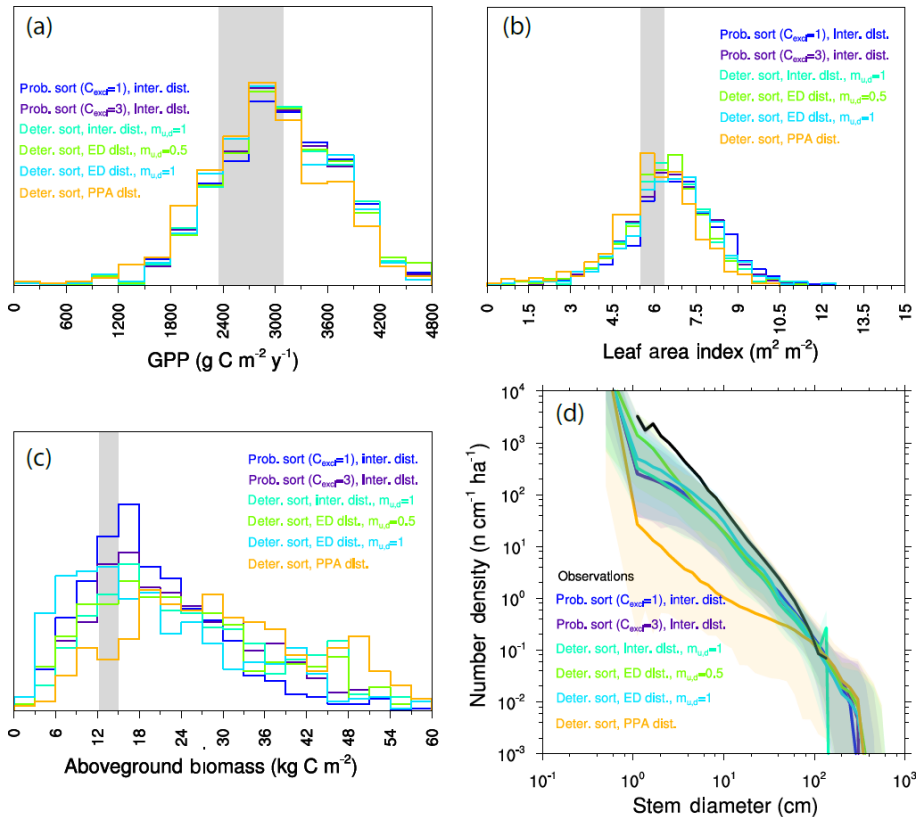 (a)
Prob. sort (Cexcl=1), inter. dist.
Prob. sort (Cexcl=3), Inter. dist.
Deter. sort, inter. dist., mu,d=1
Deter. sort, ED dist., mu,d=0.5
Deter. sort, ED dist., mu,d=1
Deter. sort, PPA dist.
0 600 1200 1800 2400 3000 3600 4200 4800
GPP (g C m-2 y-1)
(b)
Prob. sort (Cexcl=1), Inter. dist.
Prob. sort (Cexcl=3), inter. dist.
Deter. sort, Inter. dist., mu,d=1
Deter. sort, ED dist., mu,d=0.5
Deter. sort, ED dist., mu,d=1
Deter. sort, PPA dist.
0 1.5 3 4.5 6 7.5 9 10.5 12 13.5 15
Leaf area index (m2 m-2)
(c)
Prob. sort (Cexcl=1), inter. dist.
Prob. sort (Cexcl=3), inter. dist.
Deter. sort, inter. dist., mu,d=1
Deter. sort, ED dist., mu,d=0.5
Deter. sort, ED dist., mu,d=1
Deter. sort, PPA dist.
0 6 12 18 24 30 36 42 48 54 60
Aboveground biomass (kg C m-2)
(d)
Number density (n cm-1 ha-1)
104
103
102
101
100
10-1
10-2
10-3
Observations
Prob. sort (Cexcl=1), inter. dist.
Prob. sort (Cexcl=3), Inter. dist.
Deter. sort, Inter. dist., mu,d=1
Deter. sort, ED dist., mu,d=0.5
Deter. sort, ED dist., mu,d=1
Deter. sort, PPA dist.
10-1 100 101 102 103
Stem diameter (cm)